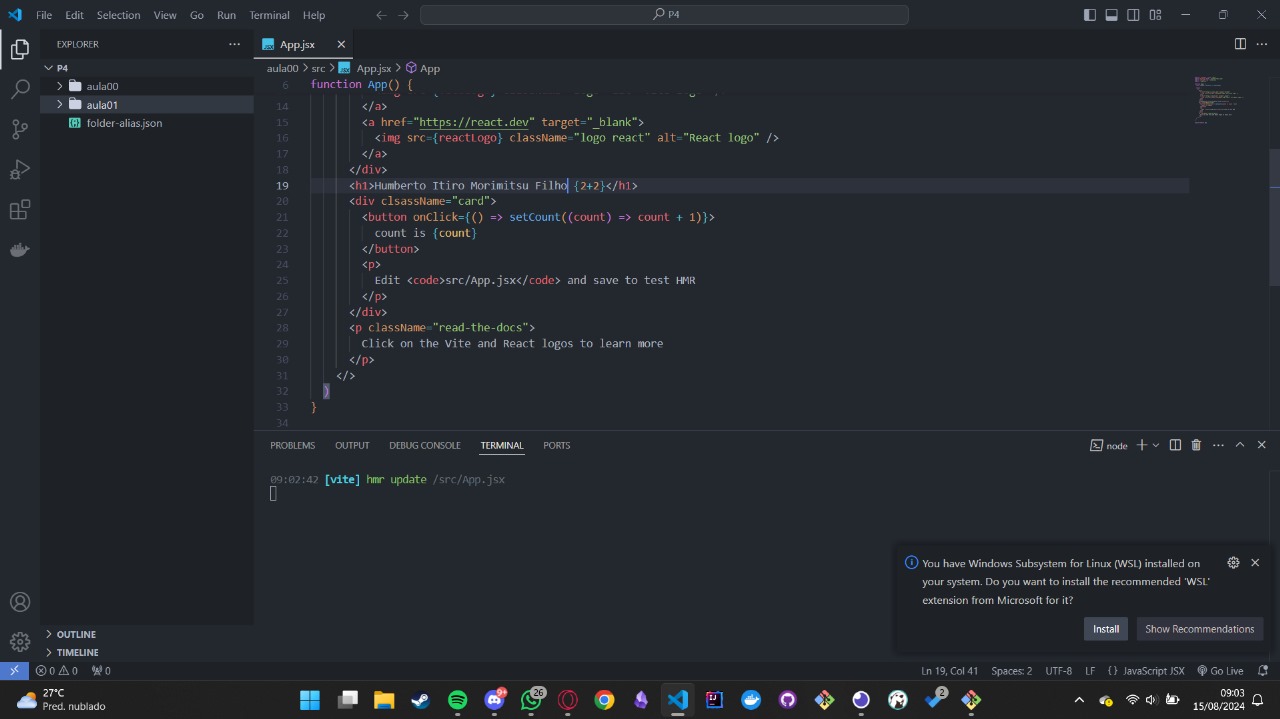 File Edit Selection View Go Run Terminal Help
P4
EXPLORER
App.jsx
P4
aula00 > src > App.jsx > App
aula00
aula01
folder-alias.json
6 function App() {
14 </a>
15 <a href="https://react.dev" target="_blank">
16 <img src={reactLogo} className="logo react" alt="React logo" />
17 </a>
18 </div>
19 <h1>Humberto Itiro Morimitsu Filho {2+2}</h1>
20 <div clsassName="card">
21 <button onClick={() => setCount((count) => count + 1)}>
22 count is {count}
23 </button>
24 <p>
25 Edit <code>src/App.jsx</code> and save to test HMR
26 </p>
27 </div>
28 <p className="read-the-docs">
29 Click on the Vite and React logos to learn more
30 </p>
31 </>
32 )
33 }
34
PROBLEMS OUTPUT DEBUG CONSOLE TERMINAL PORTS
node
09:02:42 [vite] hmr update /src/App.jsx
You have Windows Subsystem for Linux (WSL) installed on
your system. Do you want to install the recommended 'WSL'
extension from Microsoft for it?
Install Show Recommendations
OUTLINE
TIMELINE
0 0 0
Ln 19, Col 41 Spaces: 2 UTF-8 LF {} JavaScript JSX Go Live
27°C
Pred. nublado
9+
26
2
09:03
15/08/2024